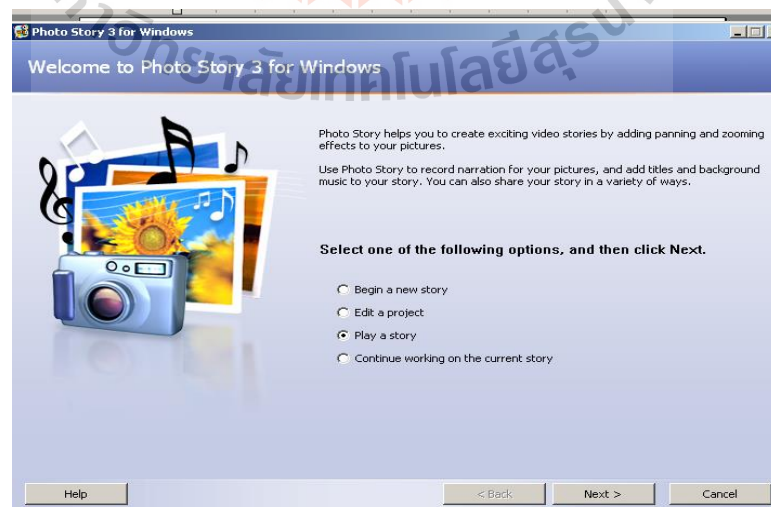 Photo Story 3 for Windows
Welcome to Photo Story 3 for Windows
Photo Story helps you to create exciting video stories by adding panning and zooming
effects to your pictures.
Use Photo Story to record narration for your pictures, and add titles and background
music to your story. You can also share your story in a variety of ways.
Select one of the following options, and then click Next.
Begin a new story
Edit a project
Play a story
Continue working on the current story
Help
< Back
Next >
Cancel